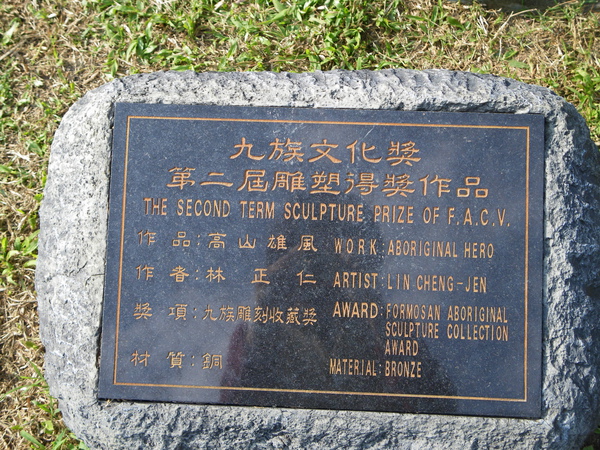 九族文化獎
第二屆雕塑得獎作品
THE SECOND TERM SCULPTURE PRIZE OF F.A.C.V.
作品:高山雄風 WORK:ABORIGINAL HERO
作者:林正仁 ARTIST:LIN CHENG-JEN
獎項:九族雕刻收藏獎 AWARD:FORMOSAN ABORIGINAL
SCULPTURE COLLECTION
AWARD
材質:銅 MATERIAL:BRONZE